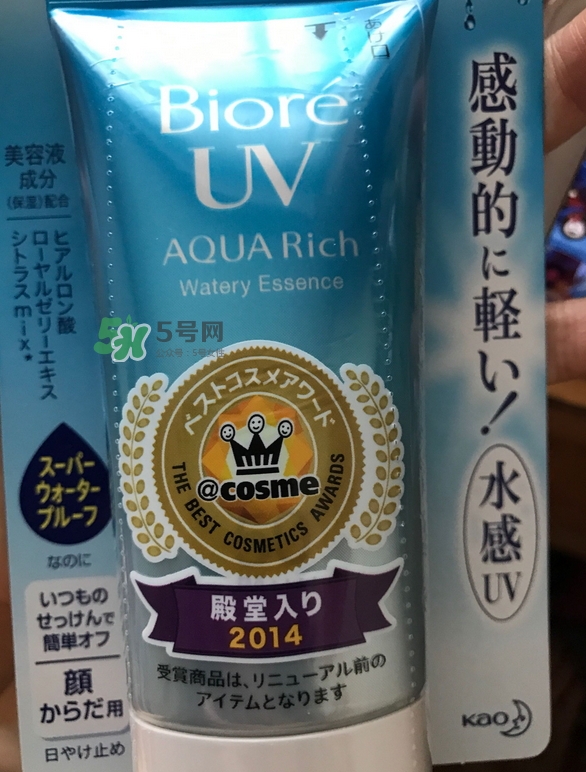 あけ口
Bioré
UV
AQUA Rich
Watery Essence
感動的に軽い!
水感UV
美容液
成分
(保湿)配合
ヒアルロン酸
ローヤルゼリーエキス
シトラスmix*
5号网
ベストコスメアワード
@cosme
THE BEST COSMETICS AWARDS
殿堂入り
2014
受賞商品は、リニューアル前の
アイテムとなります
スーパー
ウォーター
プルーフ
なのに
いつもの
せっけんで
簡単オフ
顔
からだ用
日やけ止め
Kao